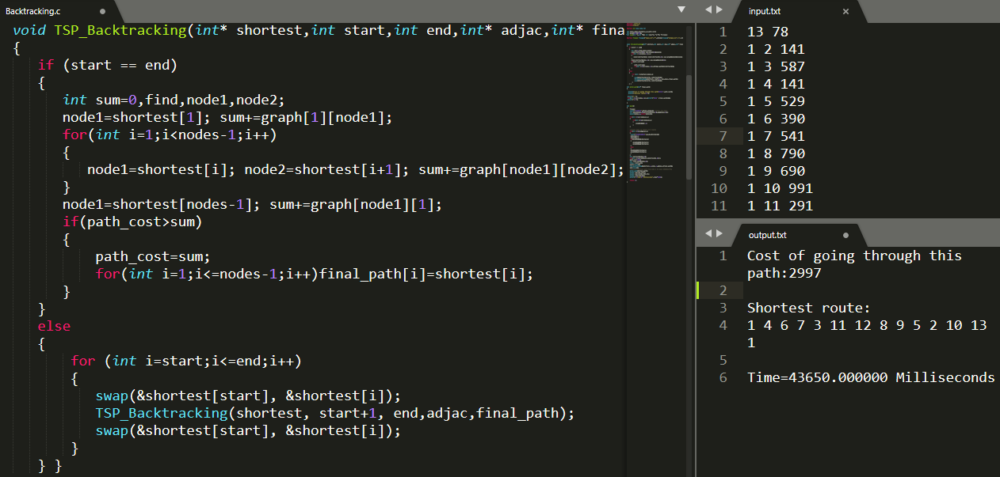 Backtracking.c
void TSP_Backtracking(int* shortest,int start,int end,int* adjac,int* fina
{
if (start == end)
{
int sum=0,find,node1,node2;
node1=shortest[1]; sum+=graph[1][node1];
for(int i=1;i<nodes-1;i++)
{
node1=shortest[i]; node2=shortest[i+1]; sum+=graph[node1][node2];
}
node1=shortest[nodes-1]; sum+=graph[node1][1];
if(path_cost>sum)
{
path_cost=sum;
for(int i=1;i<=nodes-1;i++)final_path[i]=shortest[i];
}
}
else
{
for (int i=start;i<=end;i++)
{
swap(&shortest[start], &shortest[i]);
TSP_Backtracking(shortest, start+1, end,adjac,final_path);
swap(&shortest[start], &shortest[i]);
}
} }
input.txt
1 13 78
2 1 2 141
3 1 3 587
4 1 4 141
5 1 5 529
6 1 6 390
7 1 7 541
8 1 8 790
9 1 9 690
10 1 10 991
11 1 11 291
output.txt
1 Cost of going through this
path:2997
2
3 Shortest route:
4 1 4 6 7 3 11 12 8 9 5 2 10 13
1
5
6 Time=43650.000000 Milliseconds